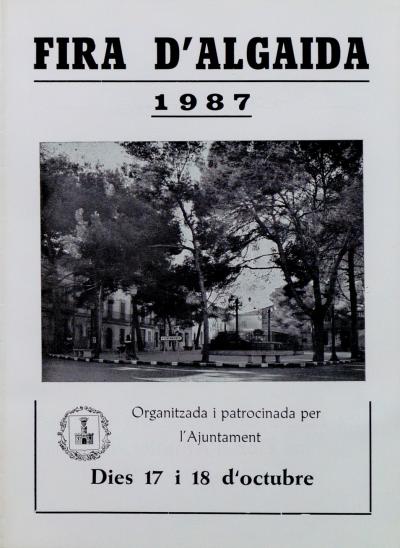 FIRA D'ALGAIDA
1987
Organitzada i patrocinada per
l'Ajuntament
Dies 17 i 18 d'octubre